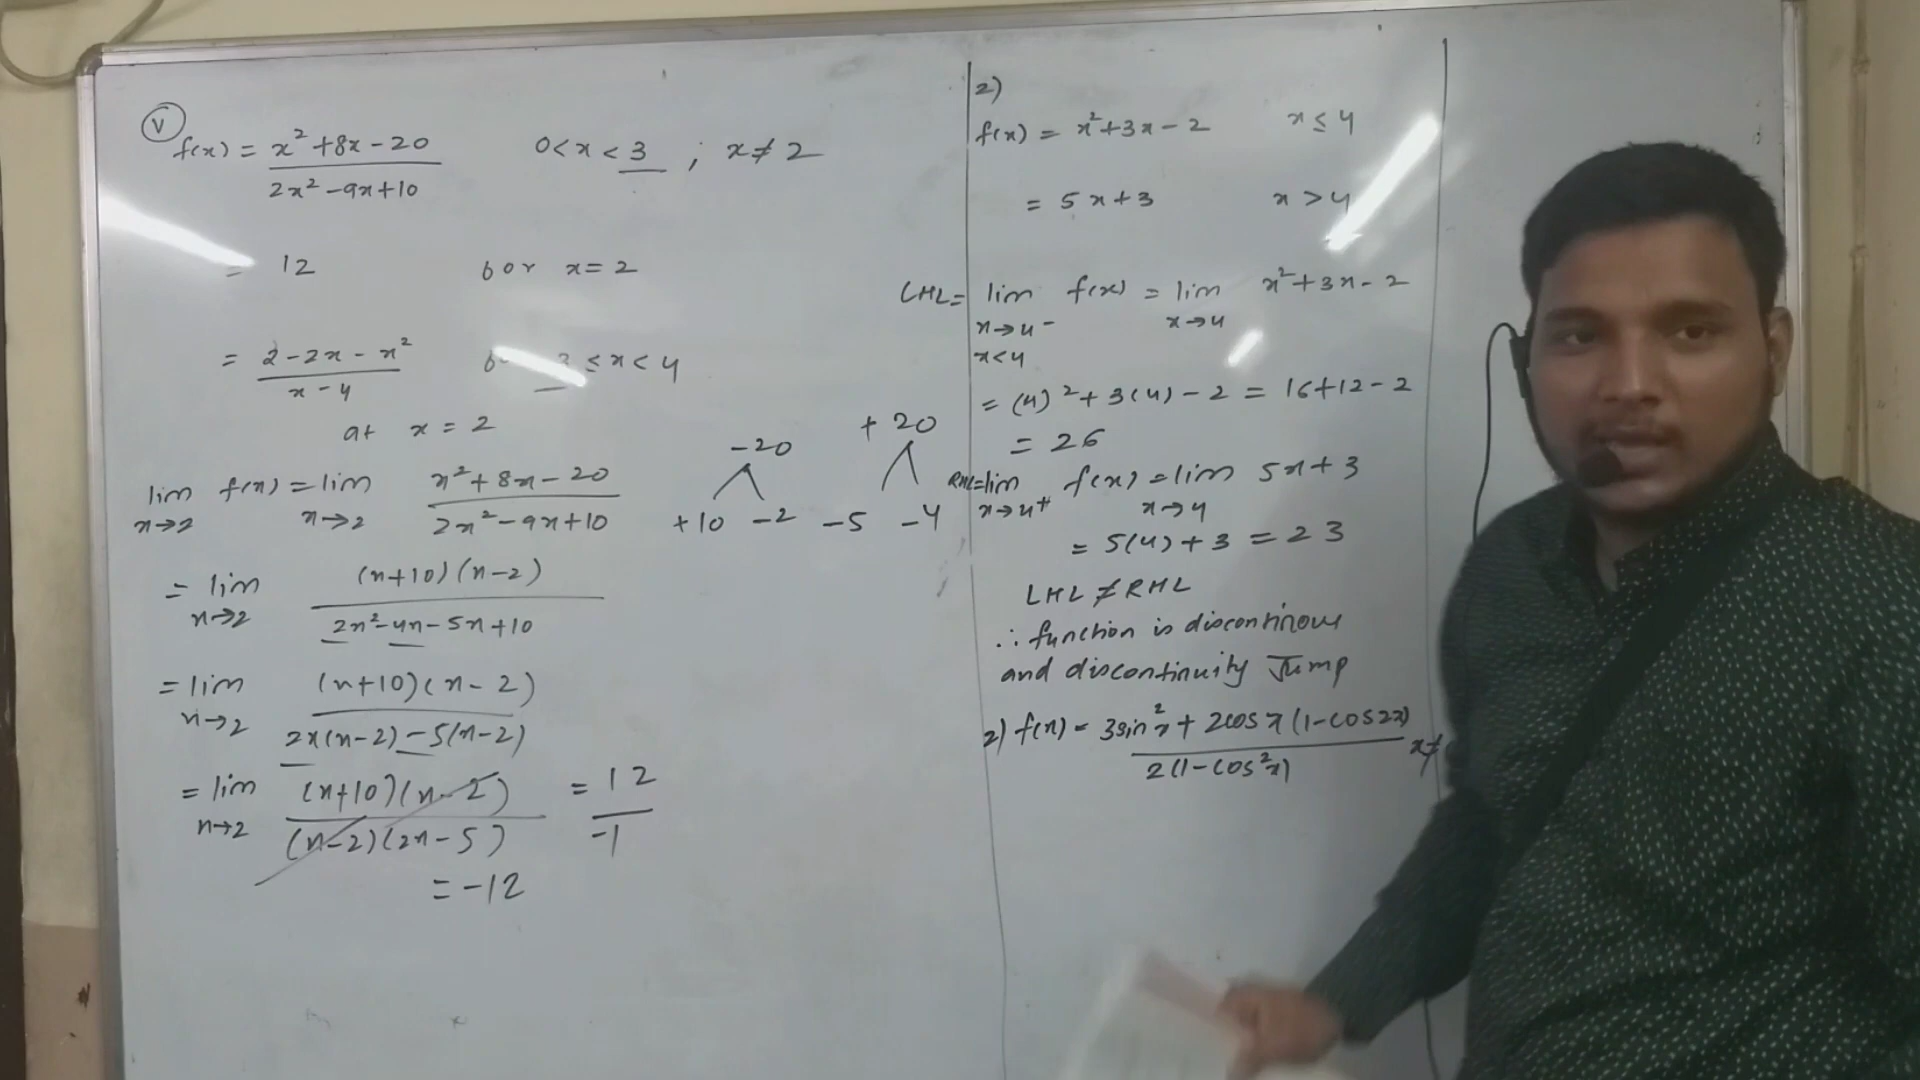 V
f(x) = x² + 8x - 20 0 < x < 3 ; x ≠ 2
2x² - 9x + 10
= 12 for x = 2
= 2 - 2x - x² ≤ x < 4
x - 4
at x = 2
lim f(x) = lim x² + 8x - 20
x→2 x→2 2x² - 9x + 10
-20
+10 -2
+20
-5 -4
= lim (x+10)(x-2)
x→2 2x² - 4x - 5x + 10
= lim (x+10)(x-2)
x→2 2x(x-2) - 5(x-2)
= lim (x+10)(x-2) = 12
x→2 (x-2)(2x-5) -1
= -12
2)
f(x) = x² + 3x - 2 x ≤ 4
= 5x + 3 x > 4
LHL = lim f(x) = lim x² + 3x - 2
x→4⁻ x→4
x<4
= (4)² + 3(4) - 2 = 16 + 12 - 2
= 26
RHL = lim f(x) = lim 5x + 3
x→4⁺ x→4
= 5(4) + 3 = 23
LHL ≠ RHL
∴ function is discontinous
and discontinuity Jump
2) f(x) = 3sin²x + 2cos x (1 - cos2x)
2(1 - cos²x) x≠